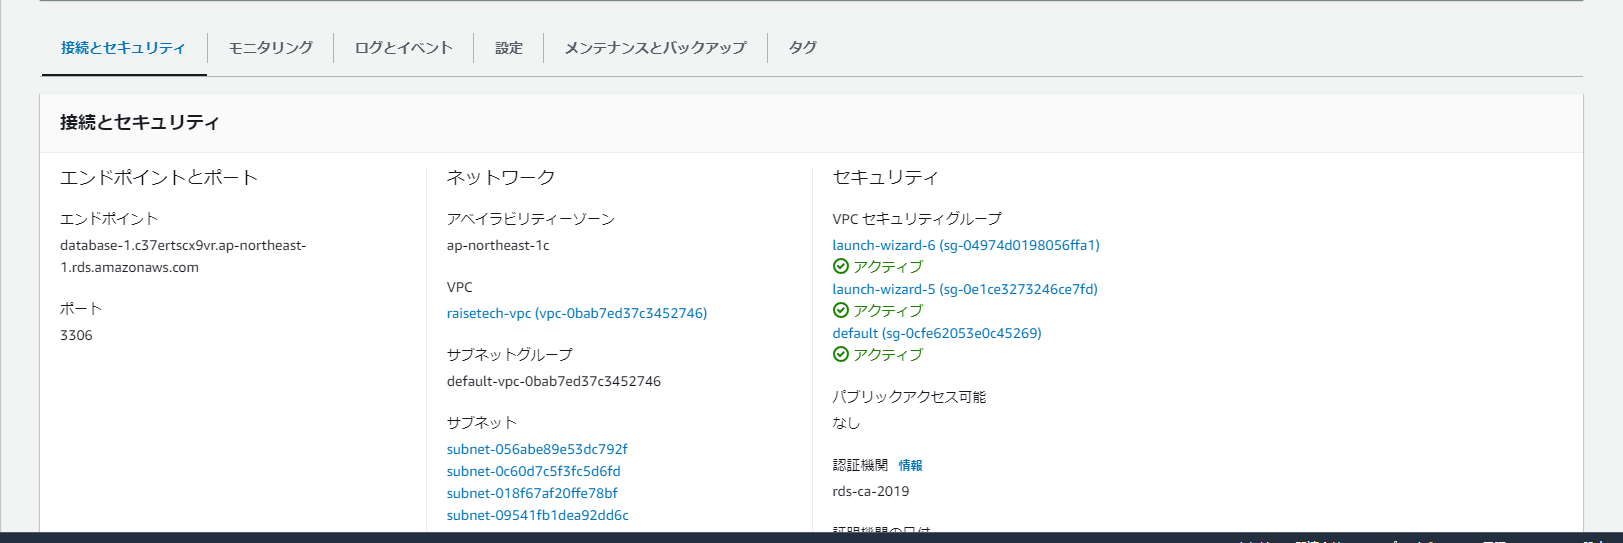 接続とセキュリティ
モニタリング
ログとイベント
設定
メンテナンスとバックアップ
タグ
接続とセキュリティ
エンドポイントとポート
エンドポイント
database-1.c37ertscx9vr.ap-northeast-
1.rds.amazonaws.com
ポート
3306
ネットワーク
アベイラビリティーゾーン
ap-northeast-1c
VPC
raisetech-vpc (vpc-0bab7ed37c3452746)
サブネットグループ
default-vpc-0bab7ed37c3452746
サブネット
subnet-056abe89e53dc792f
subnet-0c60d7c5f3fc5d6fd
subnet-018f67af20ffe78bf
subnet-09541fb1dea92dd6c
セキュリティ
VPC セキュリティグループ
launch-wizard-6 (sg-04974d0198056ffa1)
アクティブ
launch-wizard-5 (sg-0e1ce3273246ce7fd)
アクティブ
default (sg-0cfe62053e0c45269)
アクティブ
パブリックアクセス可能
なし
認証機関 情報
rds-ca-2019